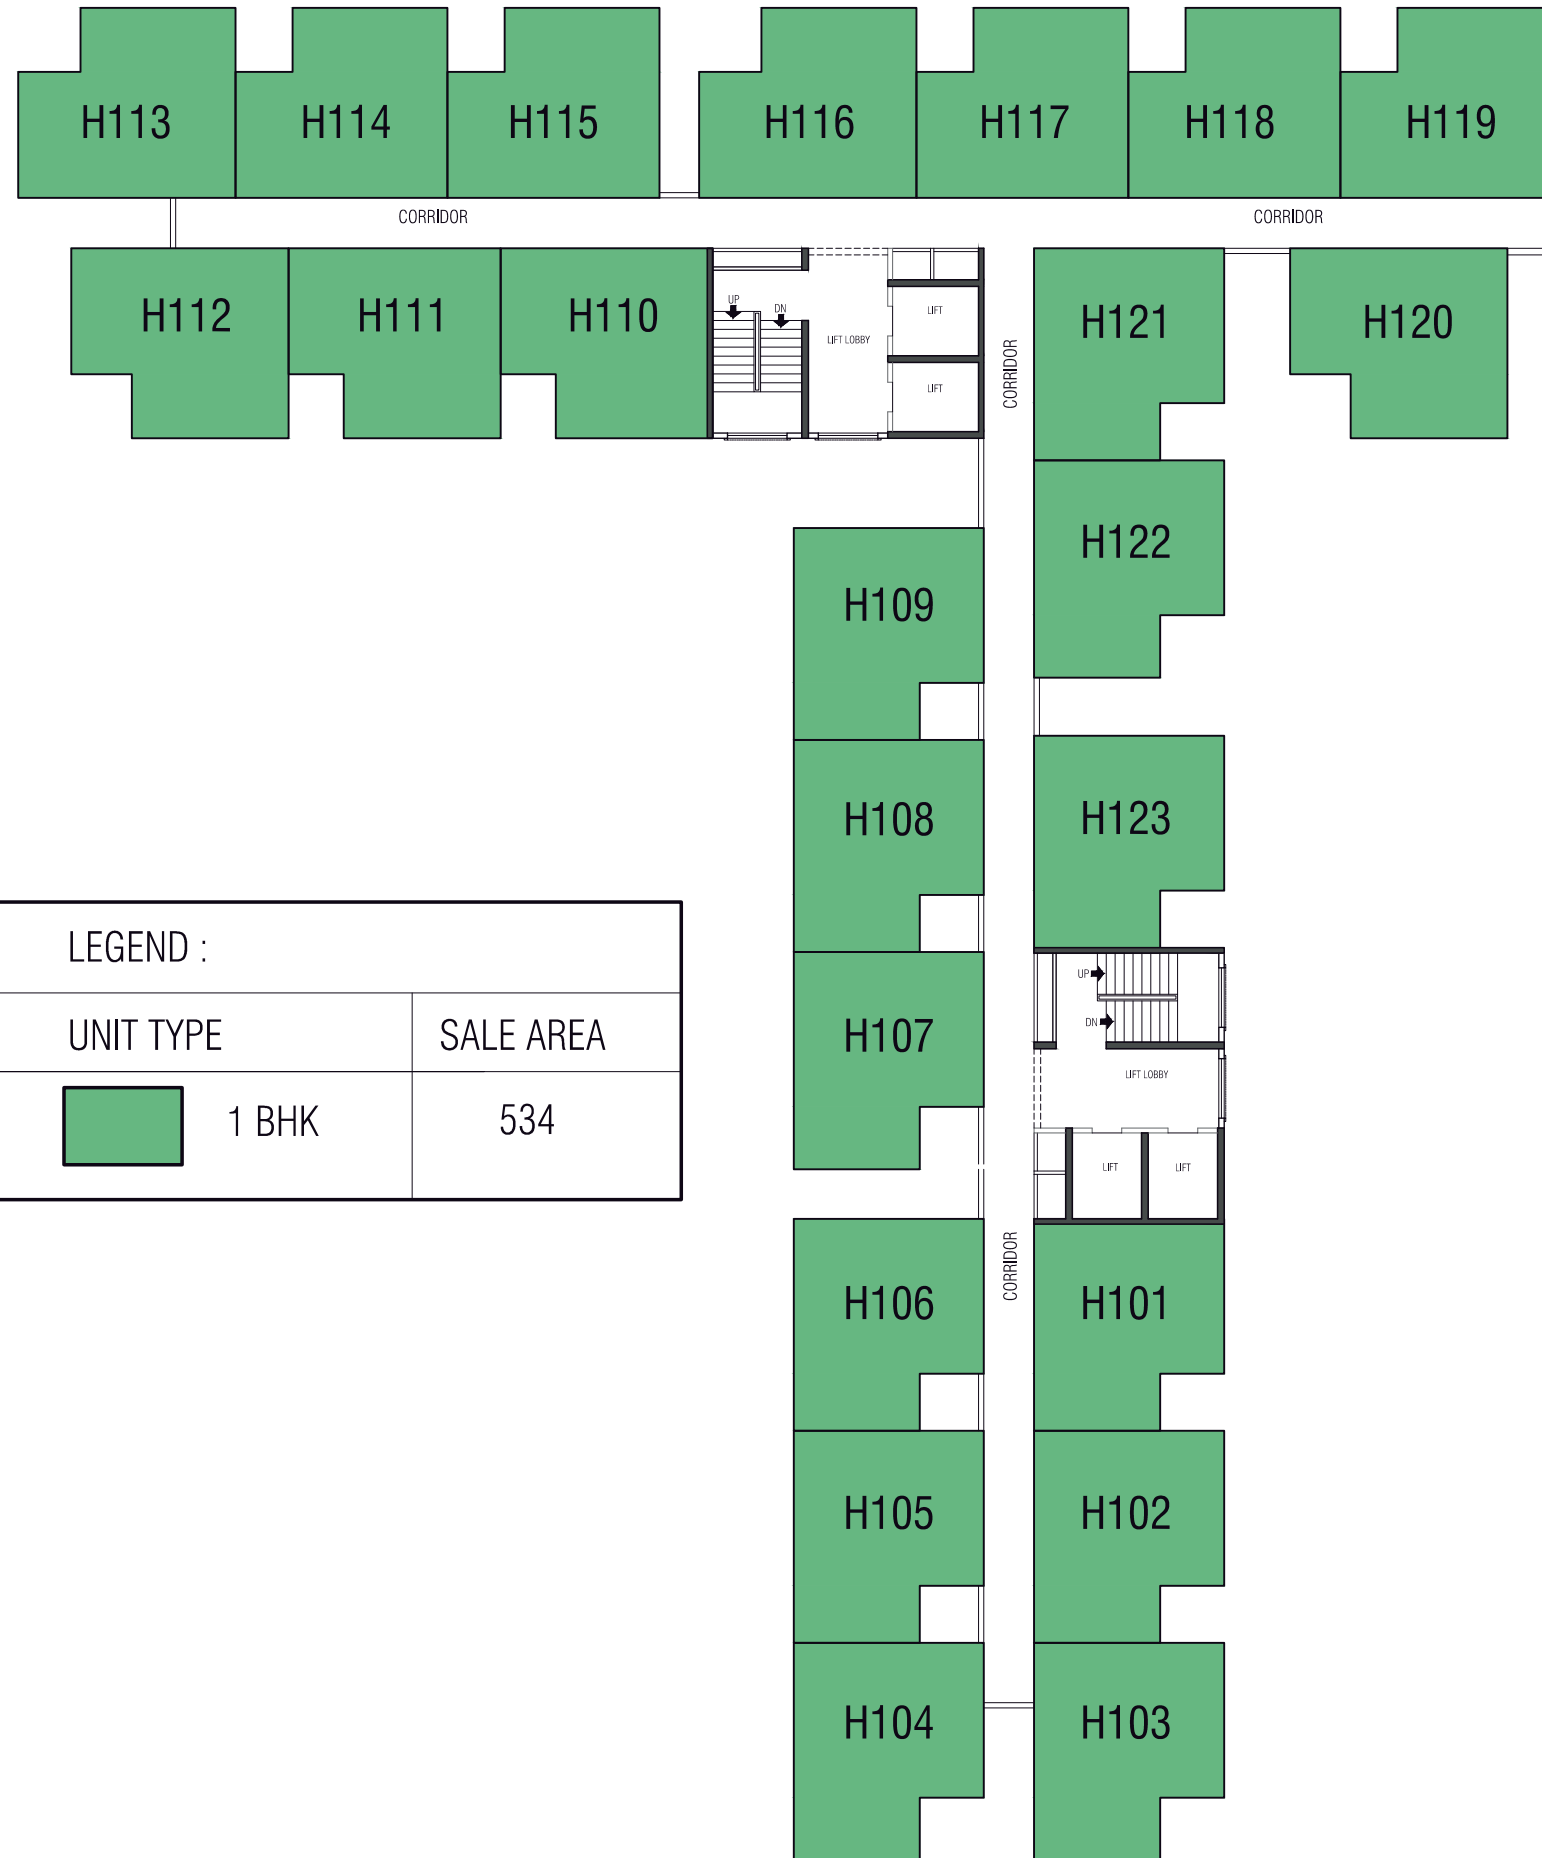 H113 H114 H115 H116 H117 H118 H119
CORRIDOR CORRIDOR
H112 H111 H110 H121 H120
UP DN LIFT LOBBY LIFT
LIFT
CORRIDOR
H122
H109
H108 H123
LEGEND :
UNIT TYPE SALE AREA
1 BHK 534
UP
DN
H107
LIFT LOBBY
LIFT LIFT
CORRIDOR
H106 H101
H105 H102
H104 H103